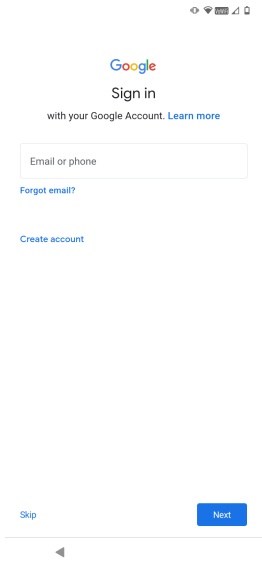 Google
Sign in
with your Google Account. Learn more
Email or phone
Forgot email?
Create account
Skip
Next